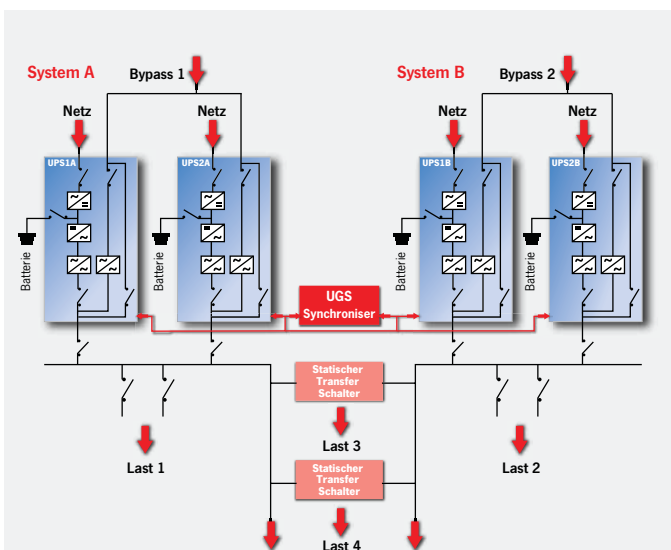 System A
Bypass 1
System B
Bypass 2
Netz
Netz
Netz
Netz
UPS1A
UPS2A
UPS1B
UPS2B
Batterie
Batterie
Batterie
Batterie
UGS
Synchroniser
Statischer
Transfer
Schalter
Last 3
Last 1
Last 2
Statischer
Transfer
Schalter
Last 4